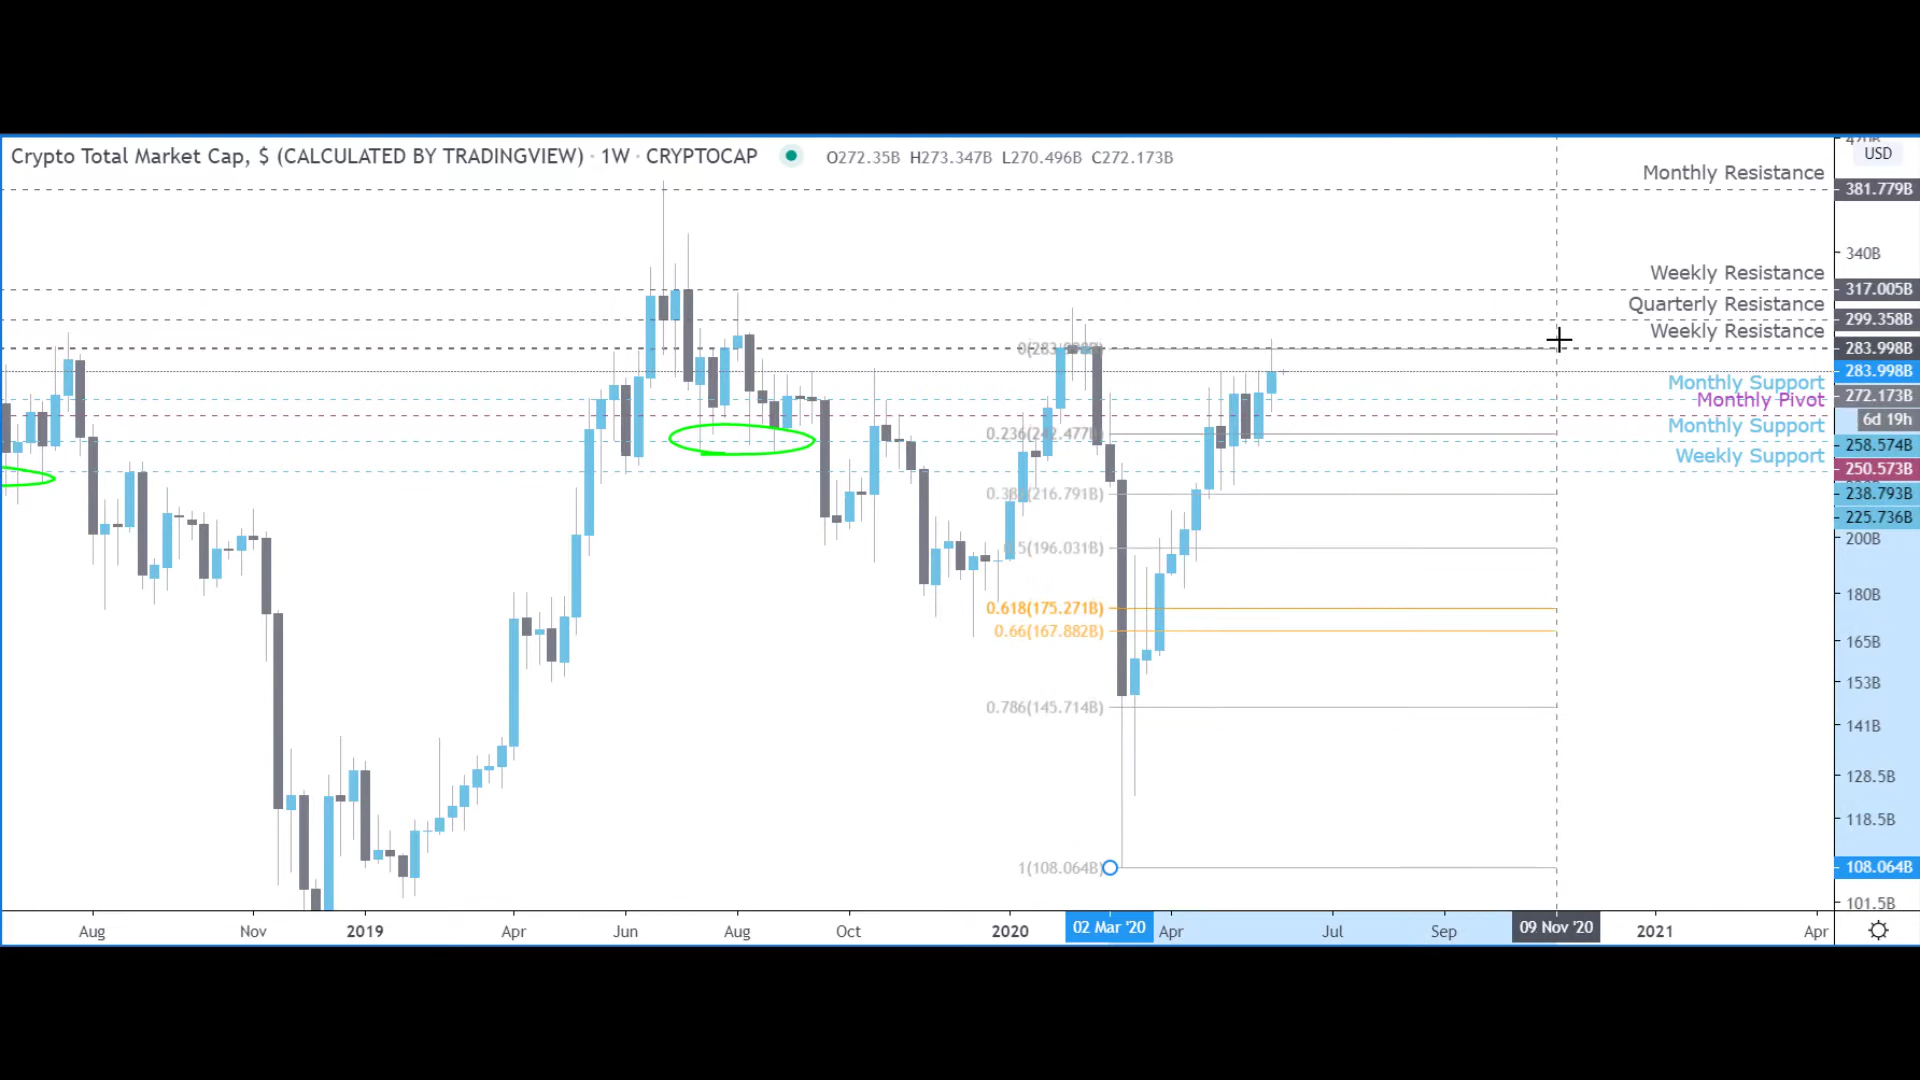 Crypto Total Market Cap, $ (CALCULATED BY TRADINGVIEW) · 1W · CRYPTOCAP O272.35B H273.347B L270.496B C272.173B
USD
Monthly Resistance
381.779B
340B
Weekly Resistance
317.005B
Quarterly Resistance
299.358B
Weekly Resistance
283.998B
283.998B
Monthly Support
272.173B
Monthly Pivot
6d 19h
Monthly Support
258.574B
Weekly Support
250.573B
238.793B
225.736B
200B
180B
165B
153B
141B
128.5B
118.5B
108.064B
101.5B
0.236(242.477B)
(216.791B)
(196.031B)
0.618(175.271B)
0.66(167.882B)
0.786(145.714B)
1(108.064B)
Aug Nov 2019 Apr Jun Aug Oct 2020 02 Mar '20 Apr Jul Sep 09 Nov '20 2021 Apr